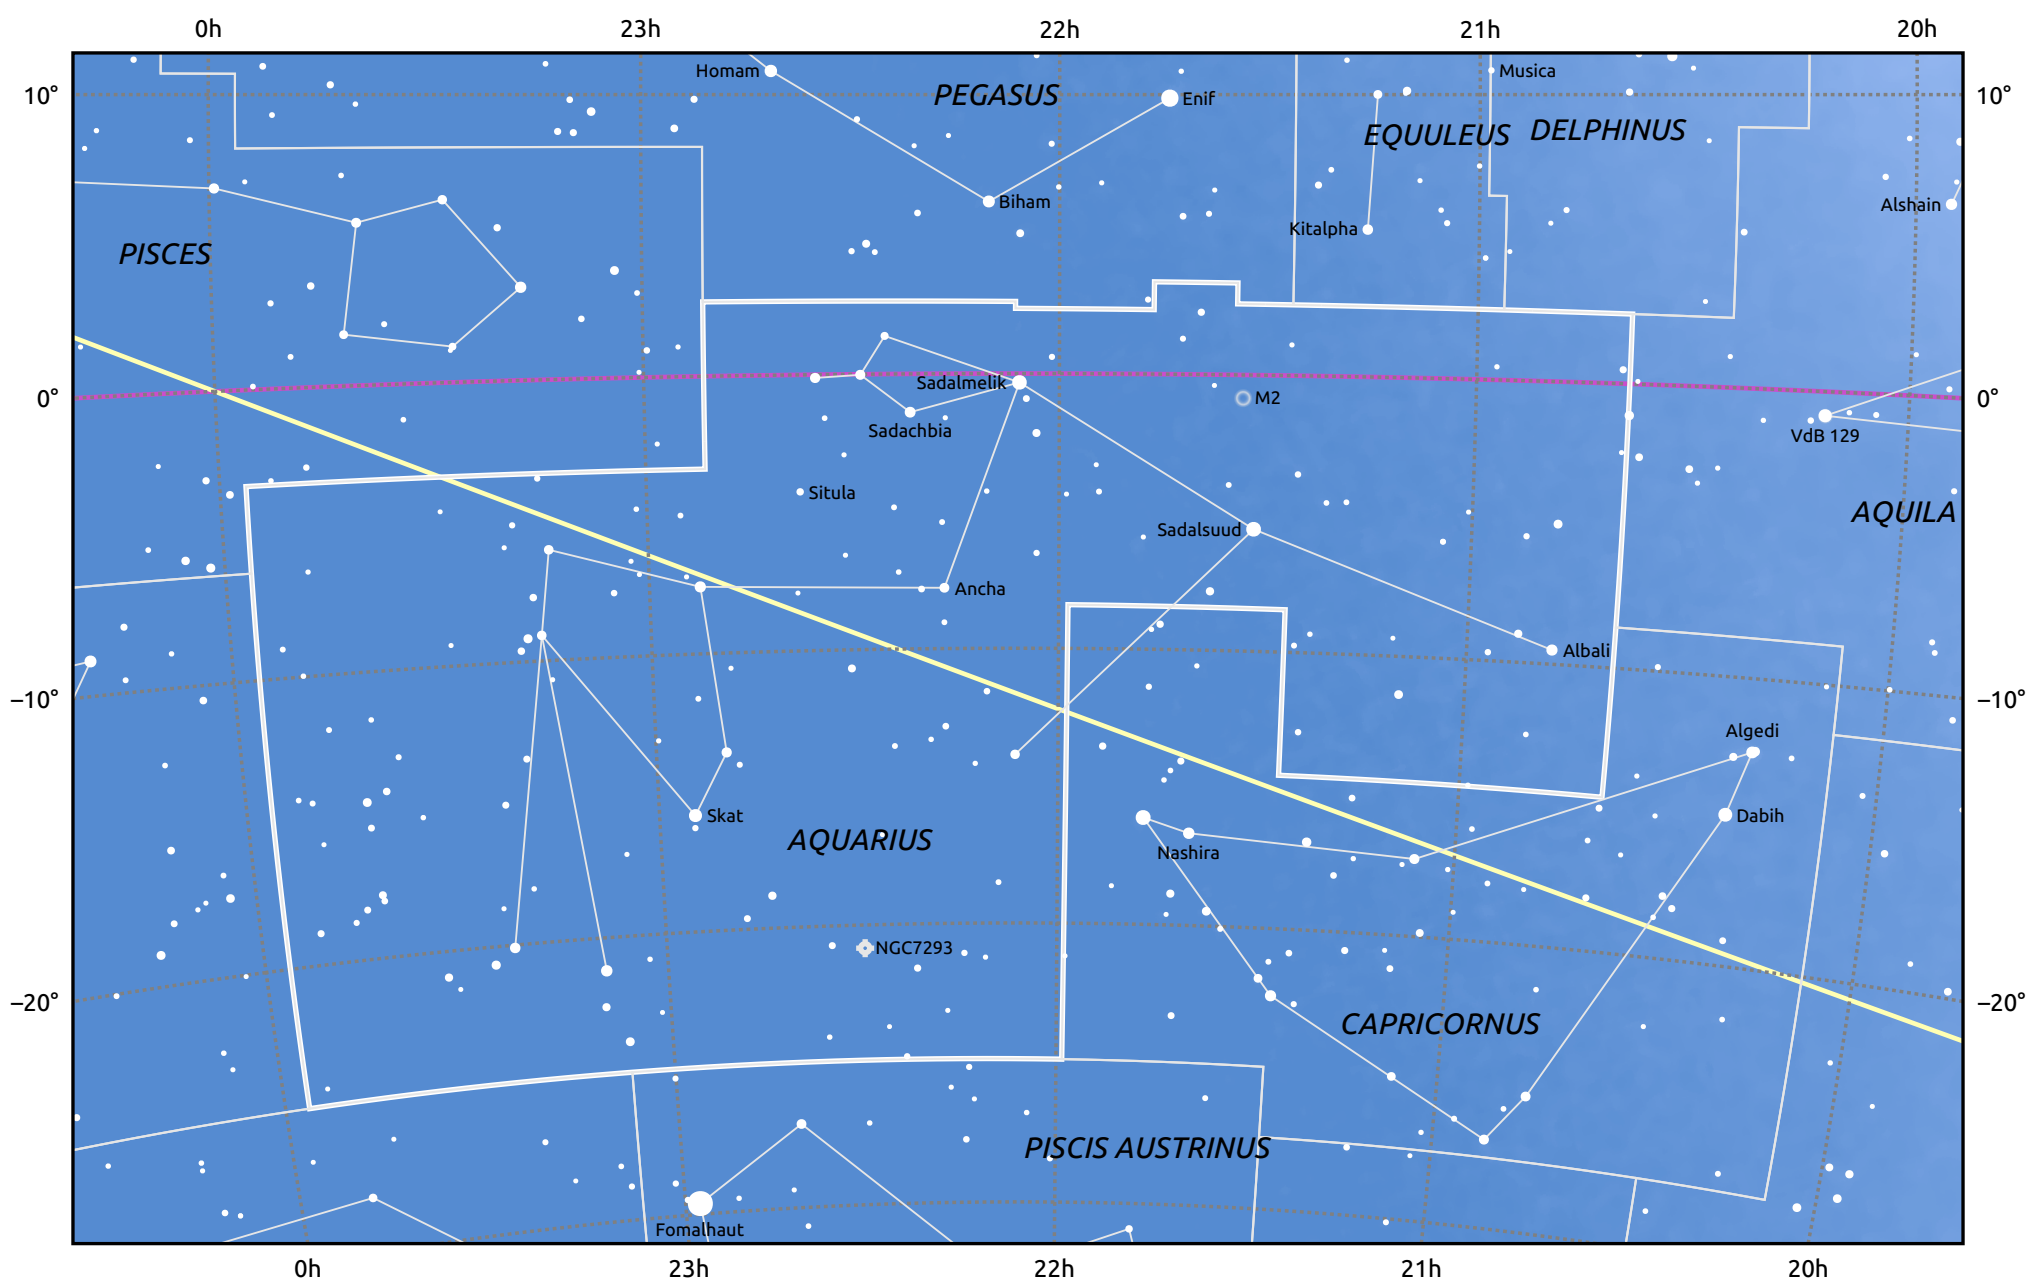 0h 23h 22h 21h 20h
Homam
PEGASUS
Musica
10°
Enif
10°
EQUULEUS
DELPHINUS
Biham
Alshain
Kitalpha
PISCES
Sadalmelik
0°
M2
0°
Sadachbia
VdB 129
Situla
AQUILA
Sadalsuud
Ancha
Albali
−10°
−10°
Algedi
Skat
Dabih
AQUARIUS
Nashira
NGC7293
−20°
−20°
CAPRICORNUS
PISCIS AUSTRINUS
Fomalhaut
0h 23h 22h 21h 20h